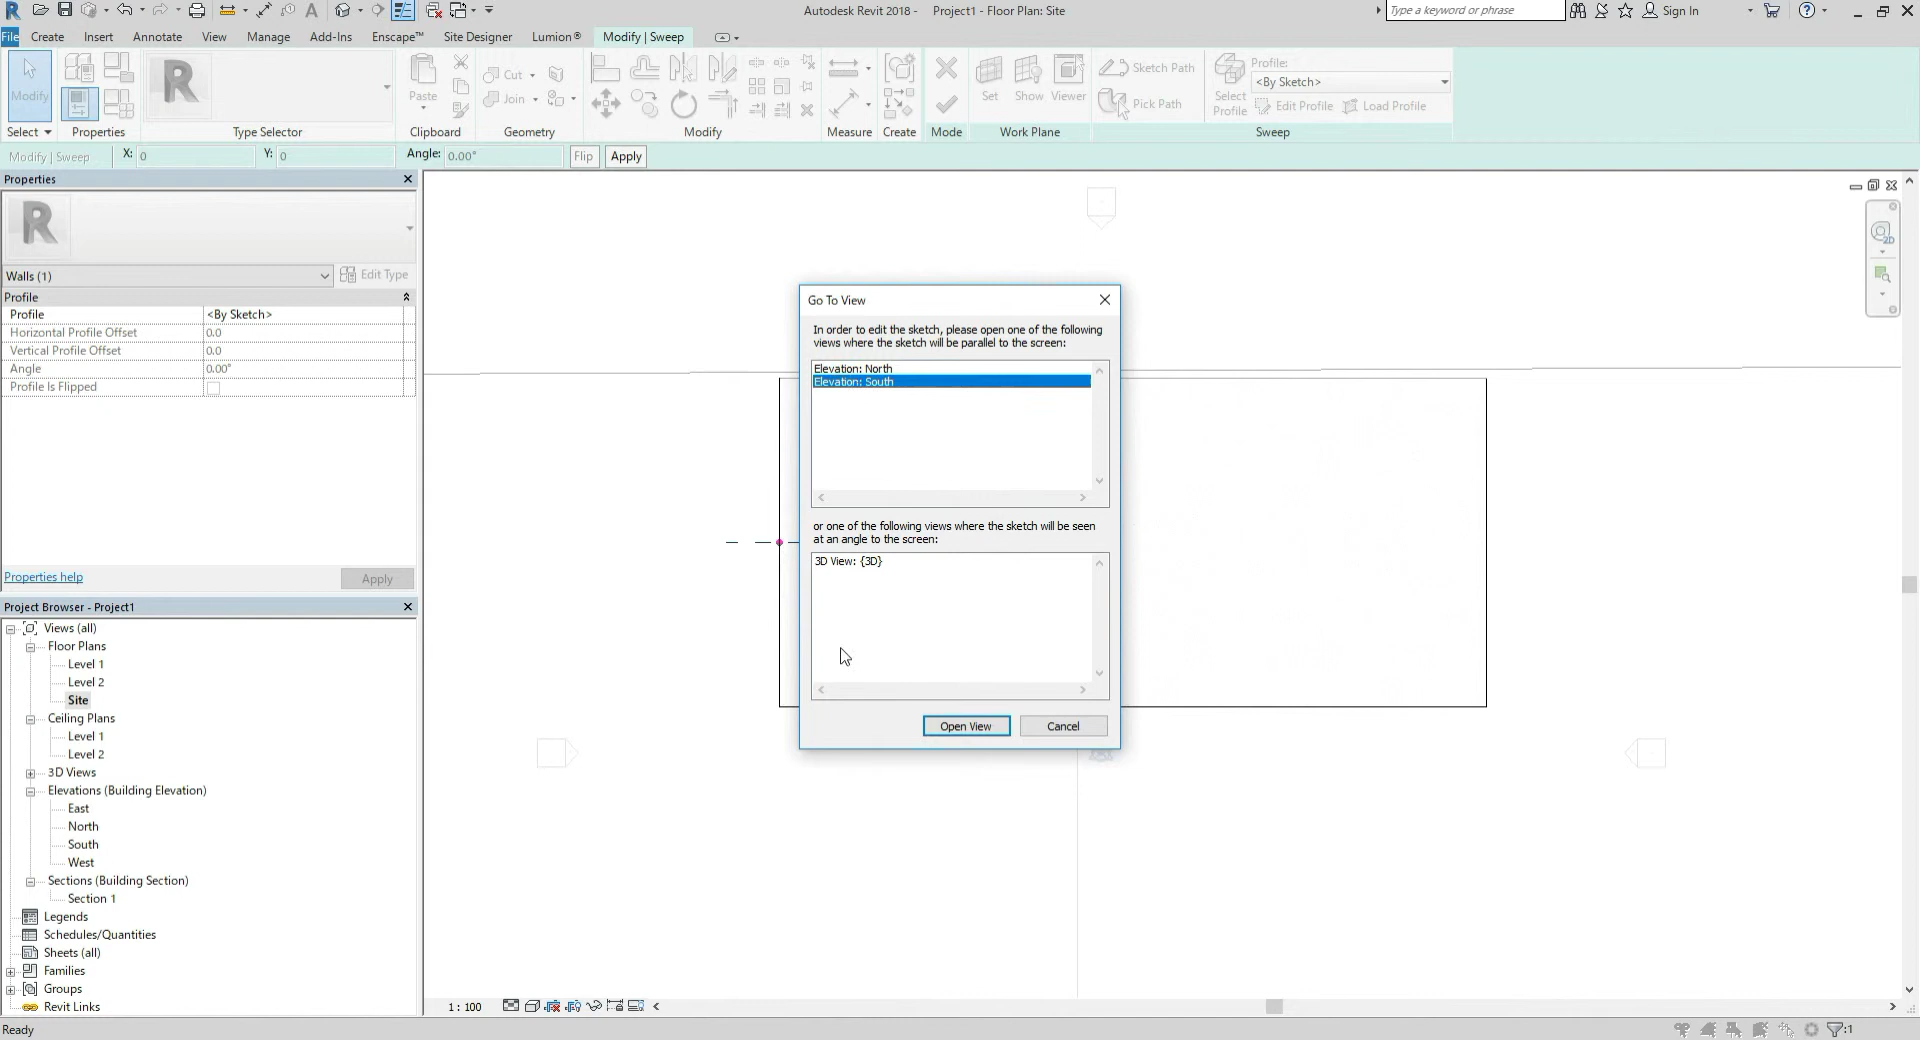 Autodesk Revit 2018 -     Project1 - Floor Plan: Site
Type a keyword or phrase
Sign In
File Create Insert Annotate View Manage Add-Ins Enscape™ Site Designer Lumion® Modify | Sweep
Modify
Select
Properties
Type Selector
Paste
Clipboard
Cut
Join
Geometry
Modify
Measure
Create
Mode
Set Show Viewer
Work Plane
Sketch Path
Pick Path
Select Profile
Profile:
<By Sketch>
Edit Profile Load Profile
Sweep
Modify | Sweep X: 0 Y: 0 Angle: 0.00° Flip Apply
Properties
Walls (1) Edit Type
Profile
Profile <By Sketch>
Horizontal Profile Offset 0.0
Vertical Profile Offset 0.0
Angle 0.00°
Profile Is Flipped
Properties help Apply
Project Browser - Project1
Views (all)
Floor Plans
Level 1
Level 2
Site
Ceiling Plans
Level 1
Level 2
3D Views
Elevations (Building Elevation)
East
North
South
West
Sections (Building Section)
Section 1
Legends
Schedules/Quantities
Sheets (all)
Families
Groups
Revit Links
Go To View
In order to edit the sketch, please open one of the following
views where the sketch will be parallel to the screen:
Elevation: North
Elevation: South
or one of the following views where the sketch will be seen
at an angle to the screen:
3D View: {3D}
Open View Cancel
2D
1 : 100
Ready
:1